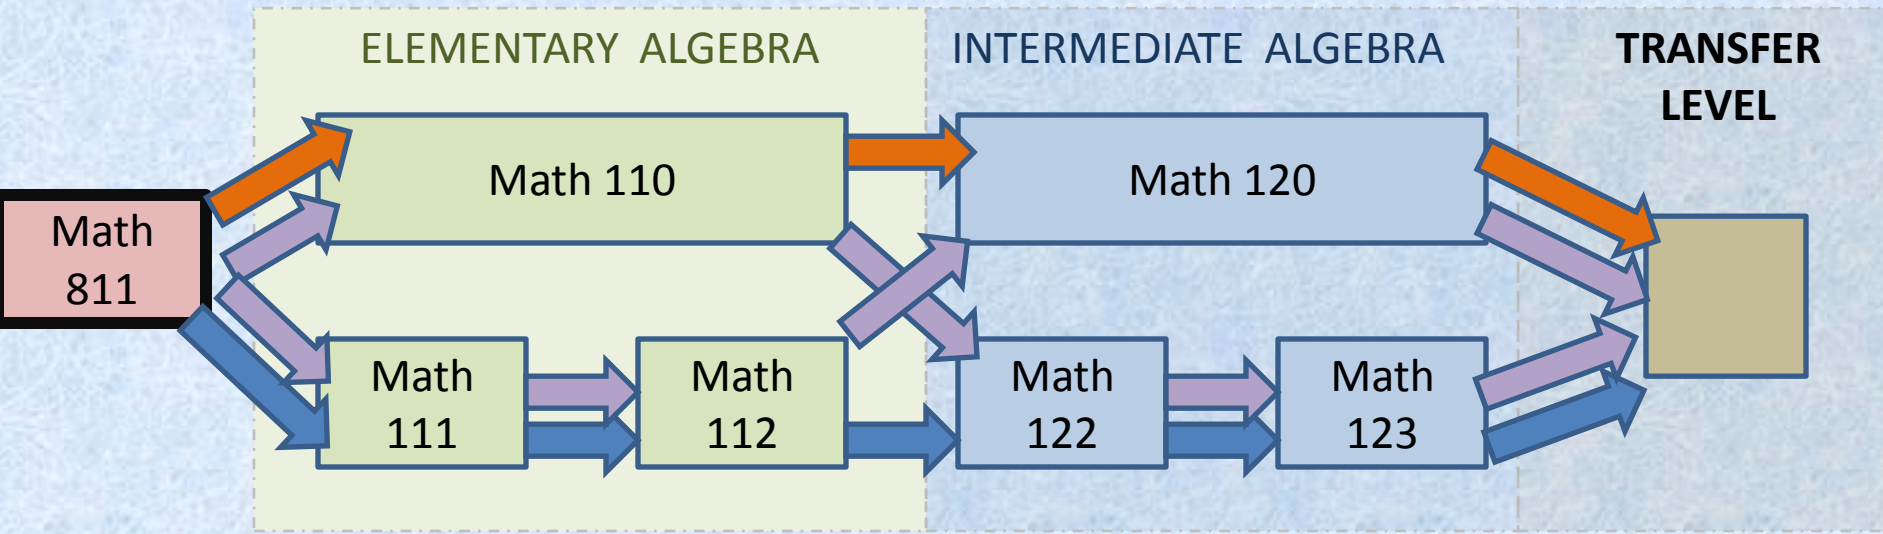 ELEMENTARY ALGEBRA
INTERMEDIATE ALGEBRA
TRANSFER
LEVEL
Math 110
Math 120
Math
811
Math
111
Math
112
Math
122
Math
123